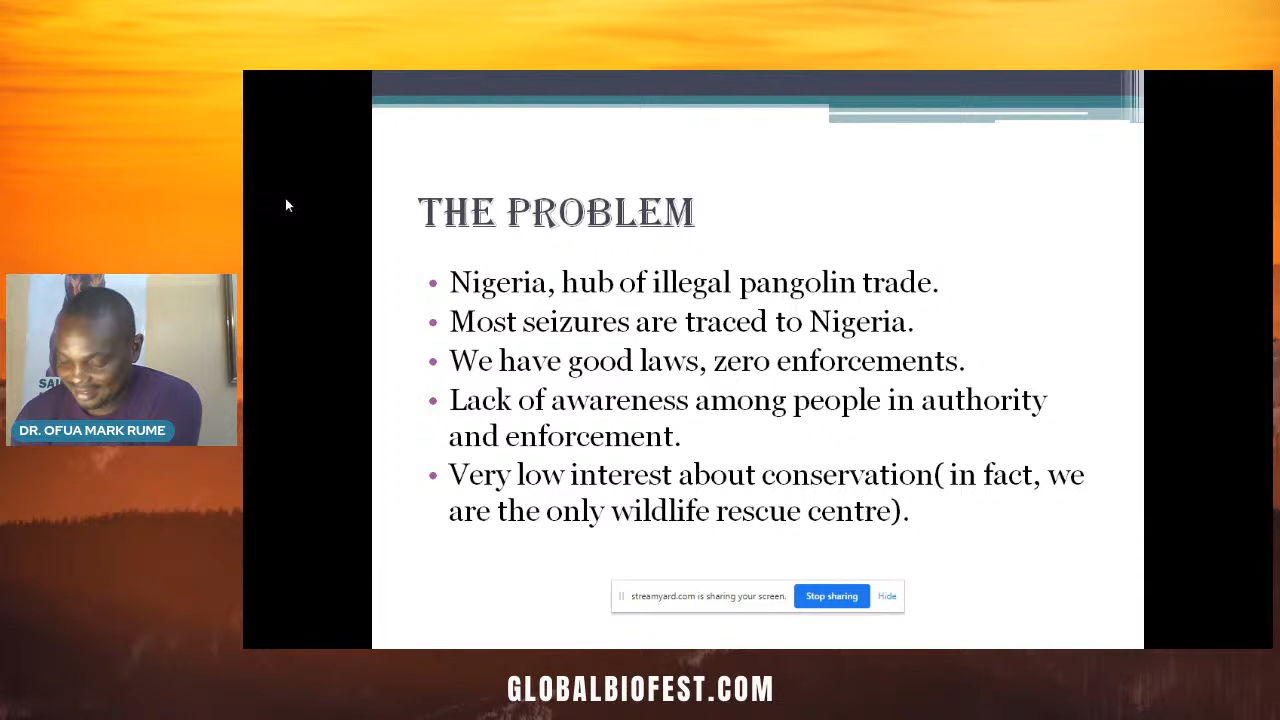 THE PROBLEM
• Nigeria, hub of illegal pangolin trade.
• Most seizures are traced to Nigeria.
• We have good laws, zero enforcements.
• Lack of awareness among people in authority
and enforcement.
• Very low interest about conservation( in fact, we
are the only wildlife rescue centre).
SAI
DR. OFUA MARK RUME
streamyard.com is sharing your screen. Stop sharing Hide
GLOBALBIOFEST.COM